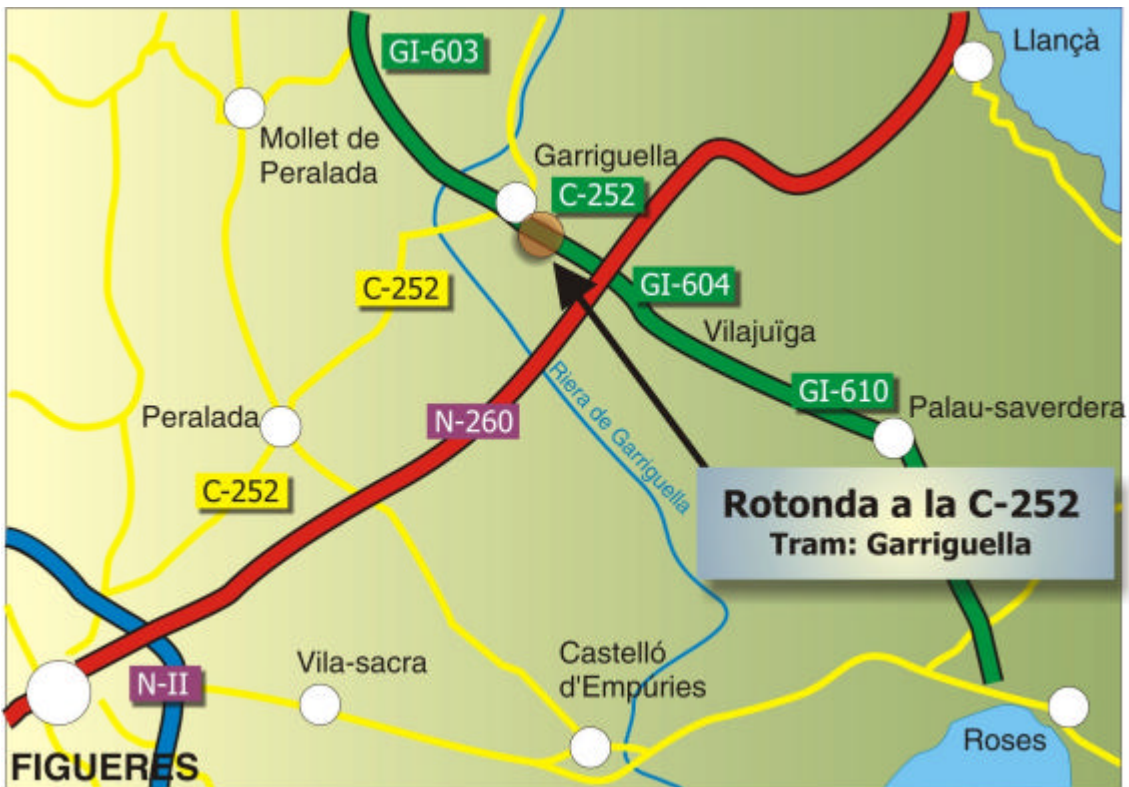 Llançà
GI-603
Mollet de
Peralada
Garriguella
C-252
C-252
GI-604
Vilajuïga
GI-610
Palau-saverdera
Peralada
N-260
Riera de Garriguella
C-252
Rotonda a la C-252
Tram: Garriguella
Vila-sacra
Castelló
d'Empuries
N-II
Roses
FIGUERES